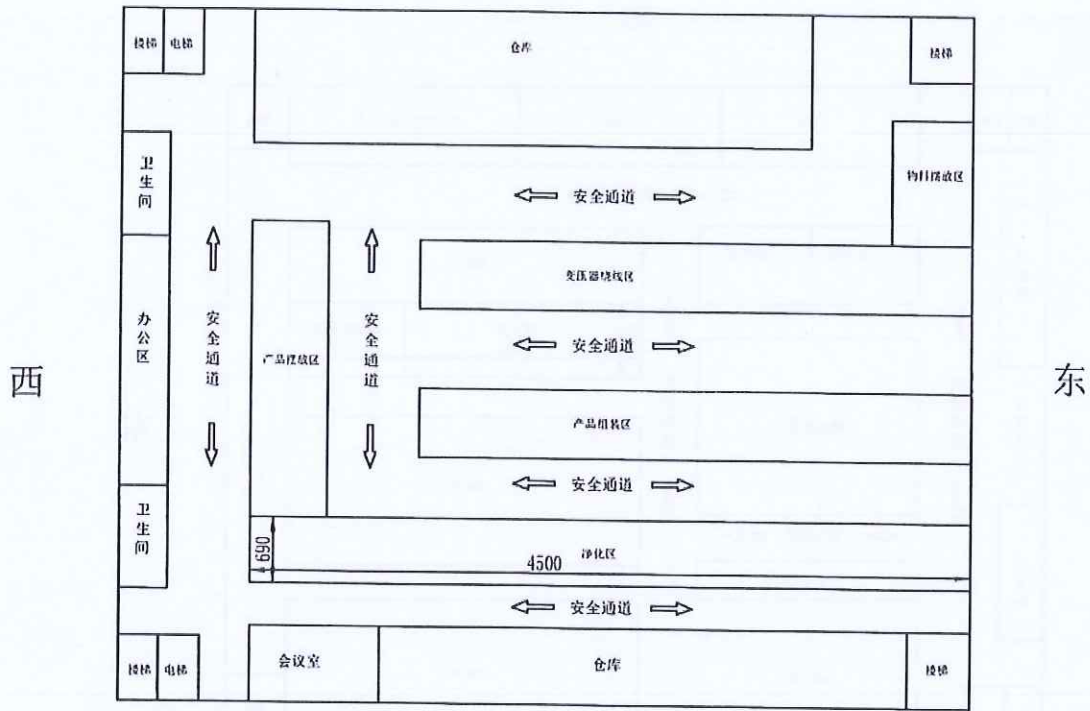 楼梯 电梯 仓库 楼梯
卫生间
物料摆放区
安全通道
变压器绕线区
办公区
安全通道
产品摆放区
安全通道
安全通道
西
东
产品组装区
安全通道
卫生间
690
净化区
4500
安全通道
楼梯 电梯 会议室 仓库 楼梯